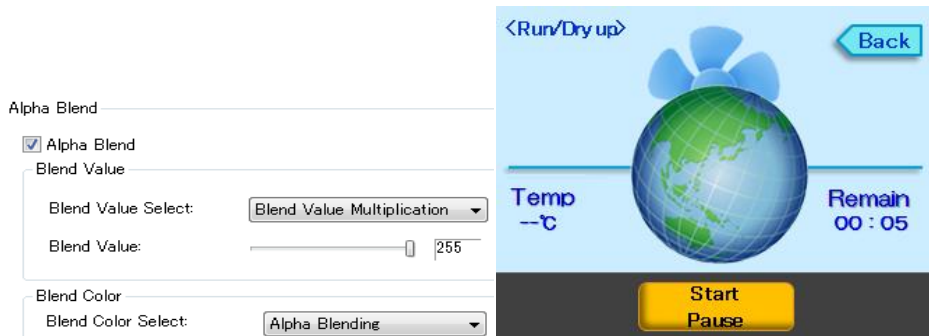 Alpha Blend
Alpha Blend
Blend Value
Blend Value Select:
Blend Value Multiplication
Blend Value:
255
Blend Color
Blend Color Select:
Alpha Blending
<Run/Dry up>
Back
Temp
--℃
Remain
00:05
Start
Pause